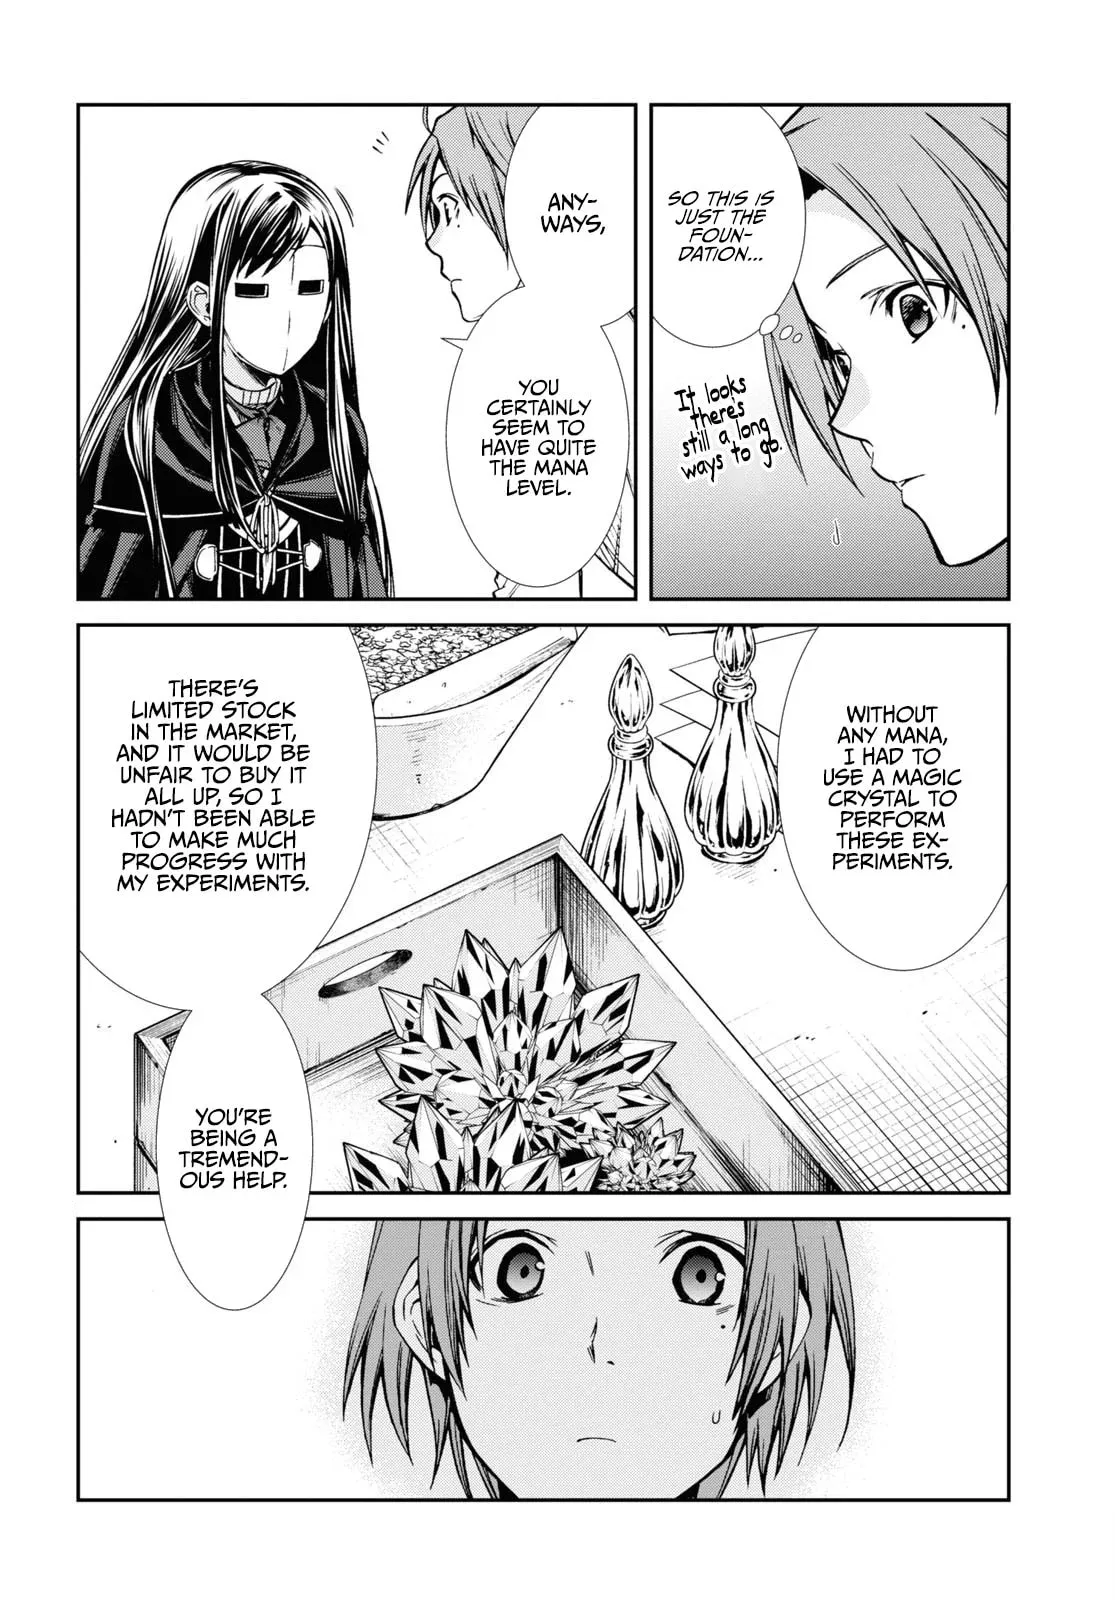 SO THIS IS
JUST THE
FOUN-
DATION...
It looks
there's
still a long
ways to go.
ANY-
WAYS,
YOU
CERTAINLY
SEEM TO
HAVE QUITE
THE MANA
LEVEL.
WITHOUT
ANY MANA,
I HAD TO
USE A MAGIC
CRYSTAL TO
PERFORM
THESE EX-
PERIMENTS.
THERE'S
LIMITED STOCK
IN THE MARKET,
AND IT WOULD BE
UNFAIR TO BUY IT
ALL UP, SO I
HADN'T BEEN ABLE
TO MAKE MUCH
PROGRESS WITH
MY EXPERIMENTS.
YOU'RE
BEING A
TREMEND-
OUS HELP.